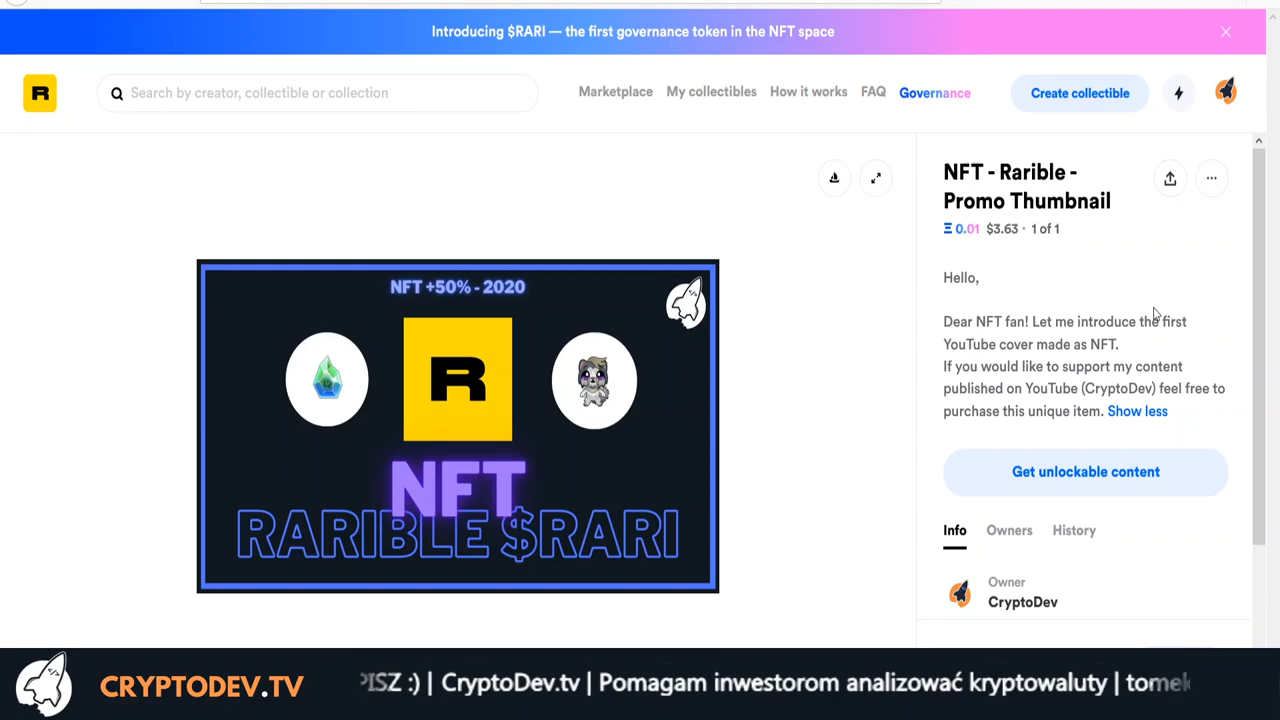 Introducing $RARI — the first governance token in the NFT space
R
Search by creator, collectible or collection
Marketplace My collectibles How it works FAQ Governance
Create collectible
NFT - Rarible -
Promo Thumbnail
Ξ 0.01 $3.63 · 1 of 1
Hello,
Dear NFT fan! Let me introduce the first
YouTube cover made as NFT.
If you would like to support my content
published on YouTube (CryptoDev) feel free to
purchase this unique item. Show less
Get unlockable content
Info Owners History
Owner
CryptoDev
NFT +50% - 2020
R
NFT
RARIBLE $RARI
CRYPTODEV.TV
PISZ :) | CryptoDev.tv | Pomagam inwestorom analizować kryptowaluty | tomek